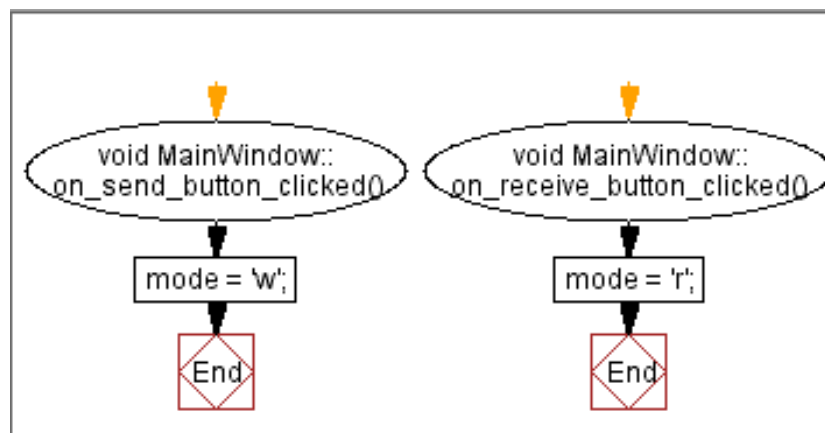 void MainWindow::
on_send_button_clicked()
mode = 'w';
End
void MainWindow::
on_receive_button_clicked()
mode = 'r';
End